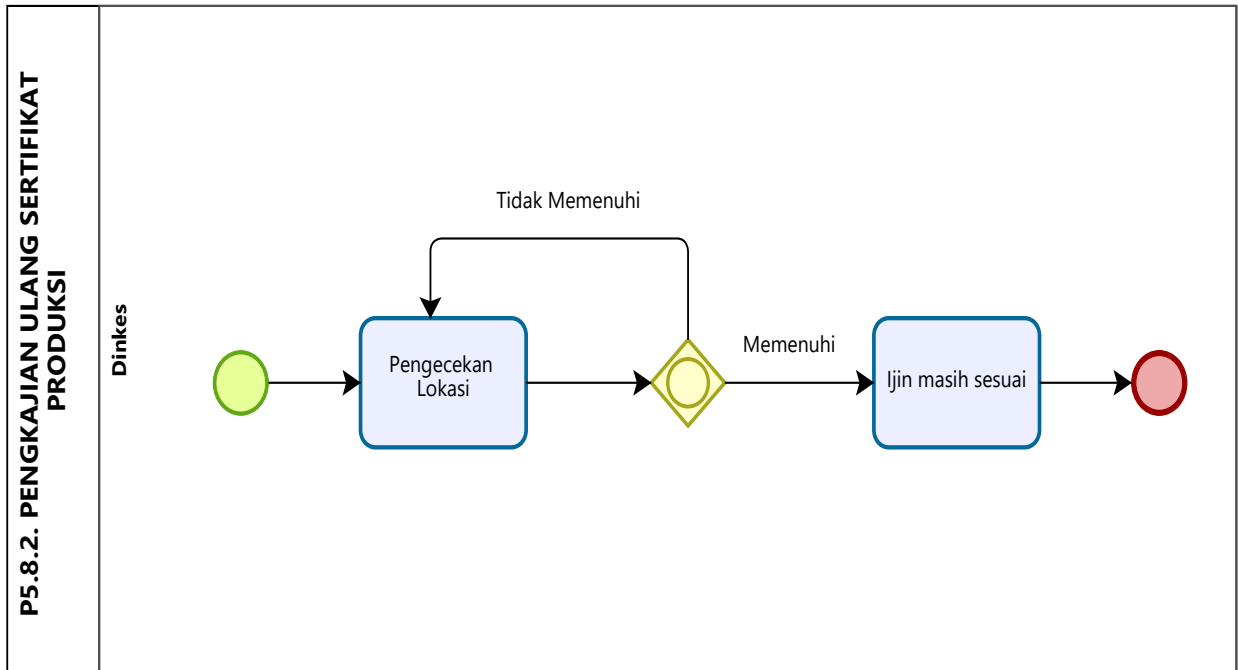 P5.8.2. PENGKAJIAN ULANG SERTIFIKAT
PRODUKSI
Dinkes
Tidak Memenuhi
Pengecekan
Lokasi
Memenuhi
Ijin masih sesuai